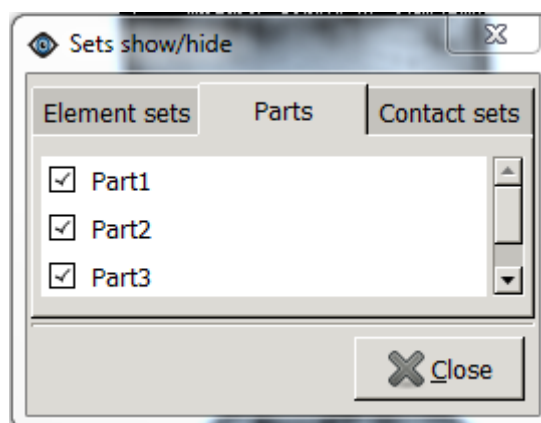 Sets show/hide
Element sets Parts Contact sets
Part1
Part2
Part3
Close